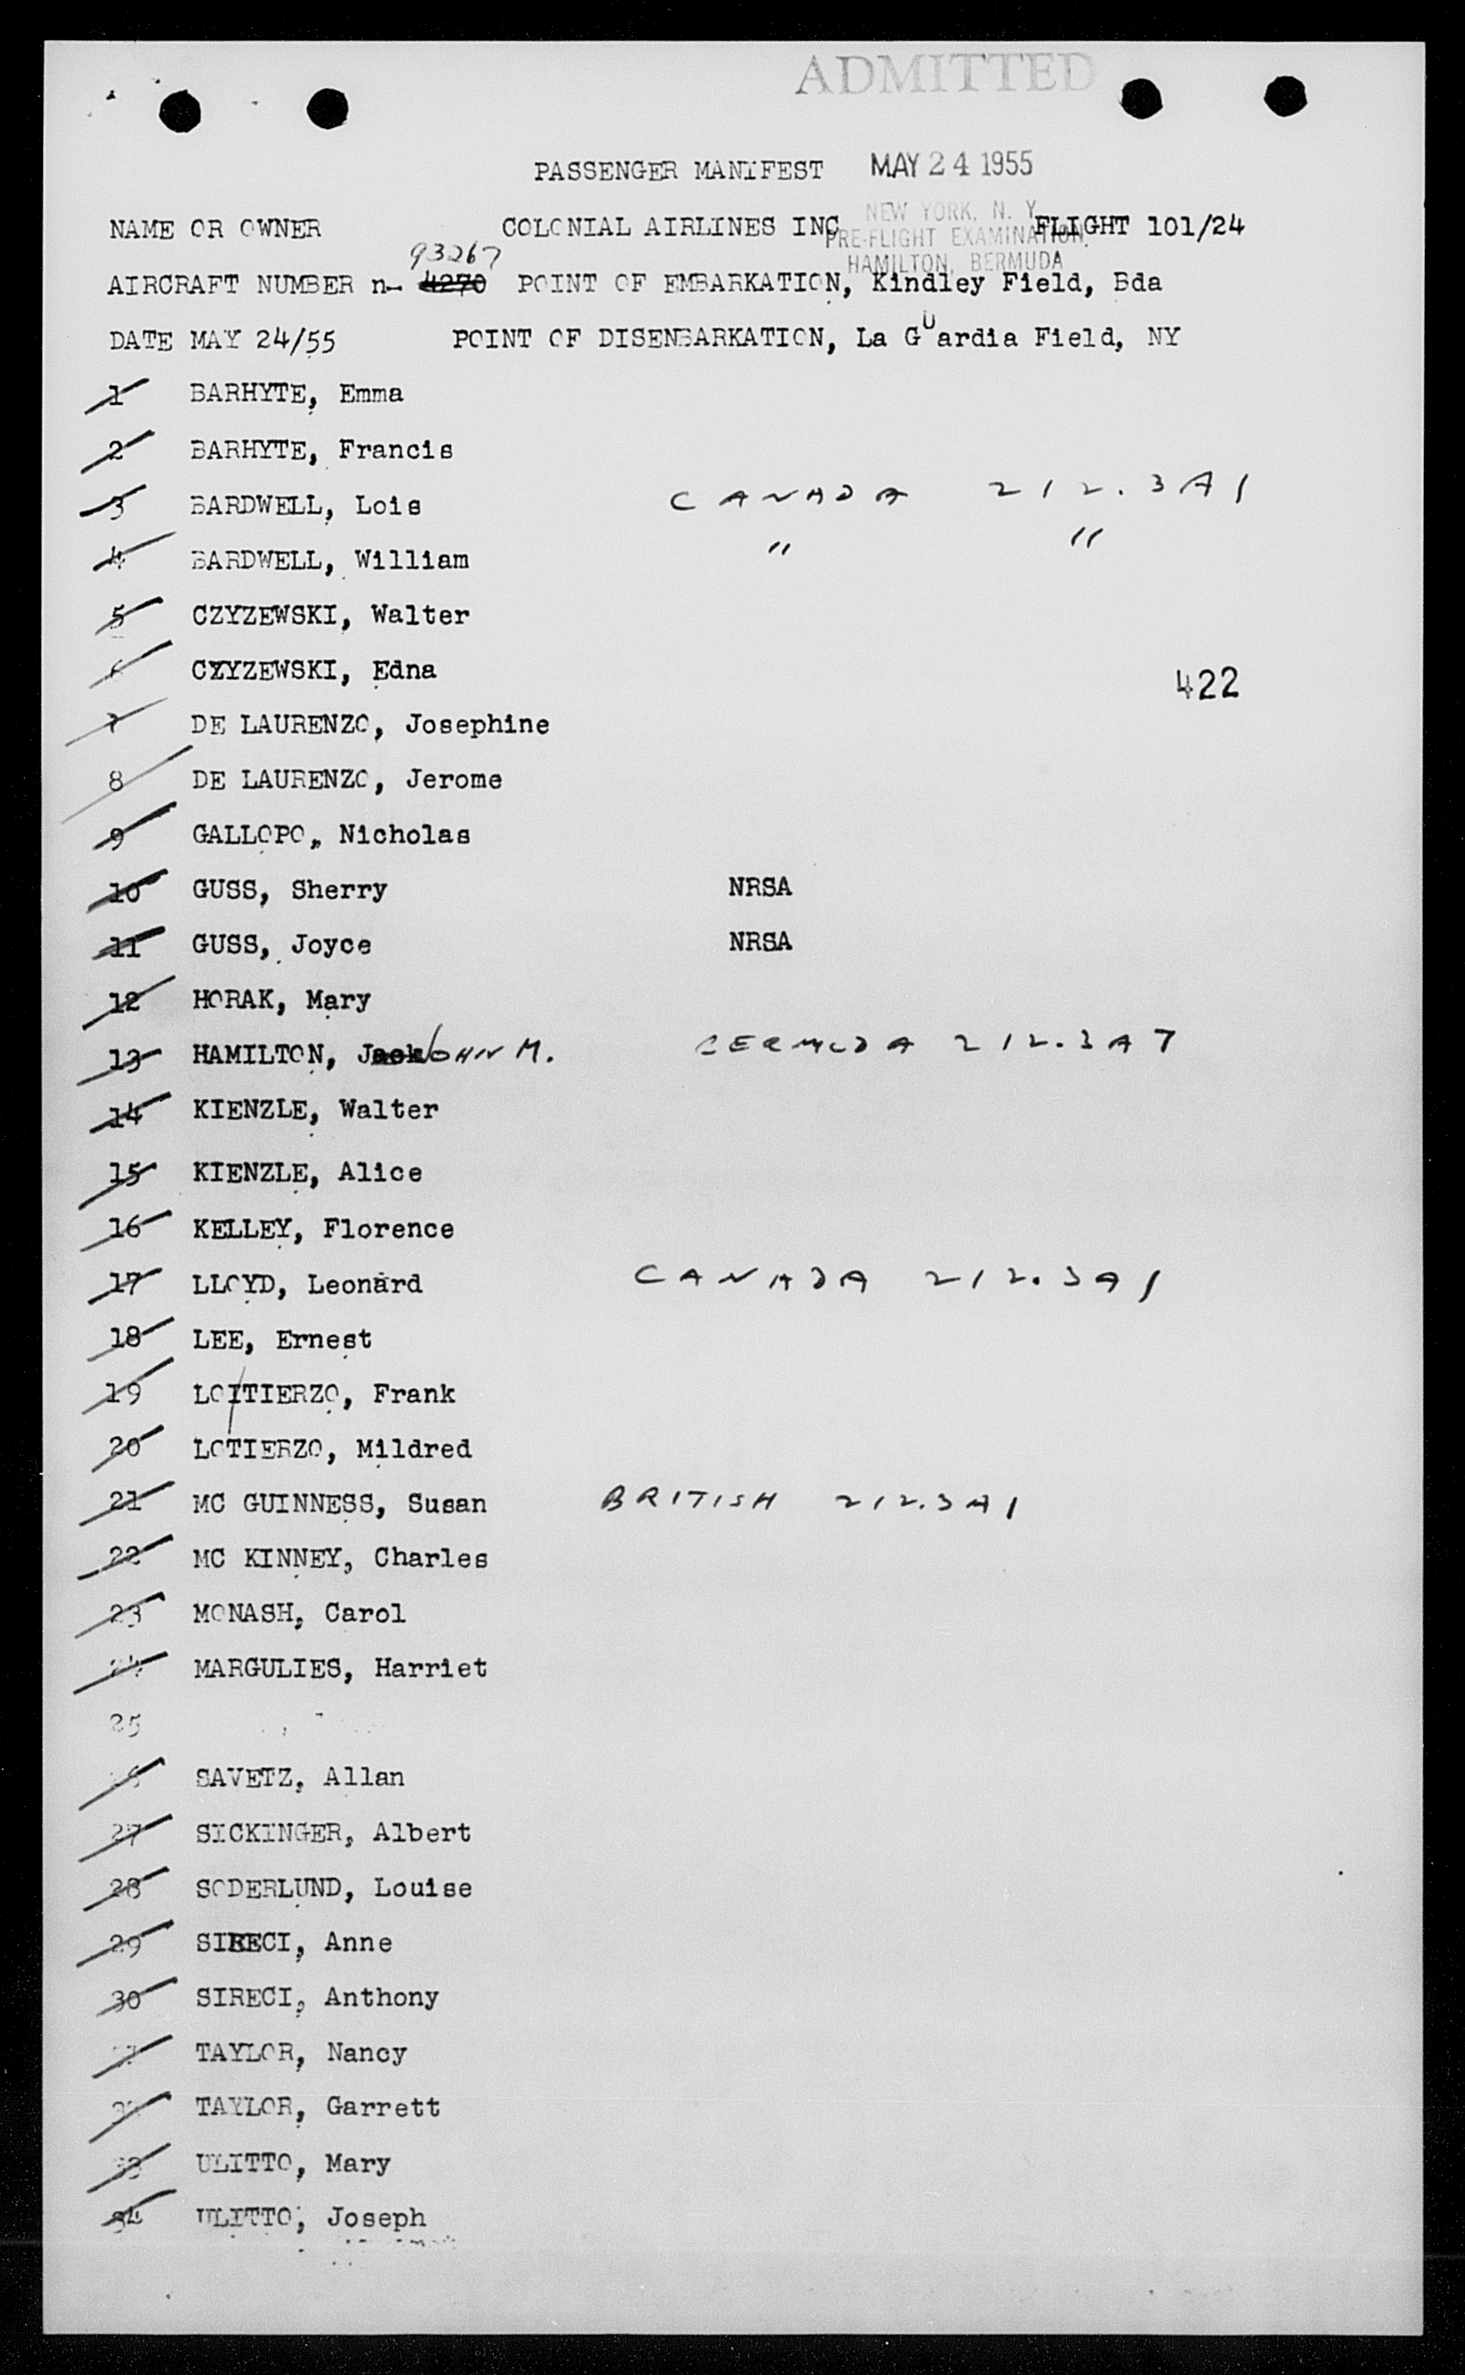 ADMITTED
PASSENGER MANIFEST MAY 24 1955
NEW YORK, N. Y.
NAME OR OWNER COLONIAL AIRLINES INC FLIGHT 101/24
PRE-FLIGHT EXAMINATION
93267
HAMILTON, BERMUDA
AIRCRAFT NUMBER n- 4270 POINT OF EMBARKATION, Kindley Field, Bda
DATE MAY 24/55 POINT OF DISENBARKATION, La GUardia Field, NY
1 BARHYTE, Emma
2 BARHYTE, Francis
3 BARDWELL, Lois CANADA 212.3A1
4 BARDWELL, William " "
5 CZYZEWSKI, Walter
6 CZYZEWSKI, Edna
422
7 DE LAURENZO, Josephine
8 DE LAURENZO, Jerome
9 GALLOPO, Nicholas
10 GUSS, Sherry NRSA
11 GUSS, Joyce NRSA
12 HORAK, Mary
13 HAMILTON, Jack JOHN M. BERMUDA 212.3A7
14 KIENZLE, Walter
15 KIENZLE, Alice
16 KELLEY, Florence
17 LLOYD, Leonard CANADA 212.3A1
18 LEE, Ernest
19 LOITIERZO, Frank
20 LOTIERZO, Mildred
21 MC GUINNESS, Susan BRITISH 212.3A1
22 MC KINNEY, Charles
23 MONASH, Carol
24 MARGULIES, Harriet
25
26 SAVETZ, Allan
27 SICKINGER, Albert
28 SODERLUND, Louise
29 SIRECI, Anne
30 SIRECI, Anthony
31 TAYLOR, Nancy
32 TAYLOR, Garrett
33 ULITTO, Mary
34 ULITTO, Joseph